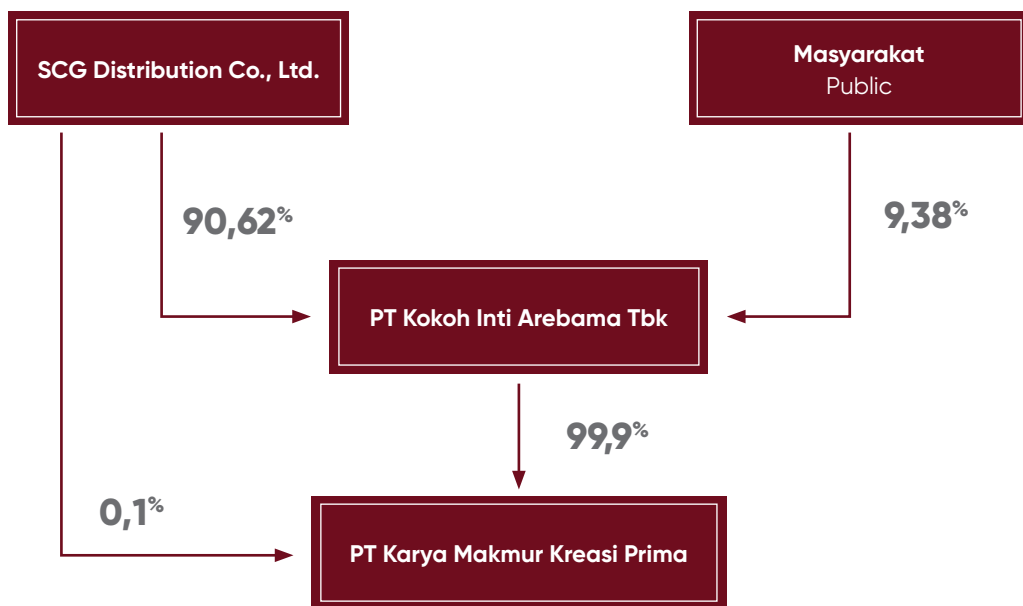 SCG Distribution Co., Ltd.
Masyarakat
Public
90,62%
9,38%
PT Kokoh Inti Arebama Tbk
99,9%
0,1%
PT Karya Makmur Kreasi Prima